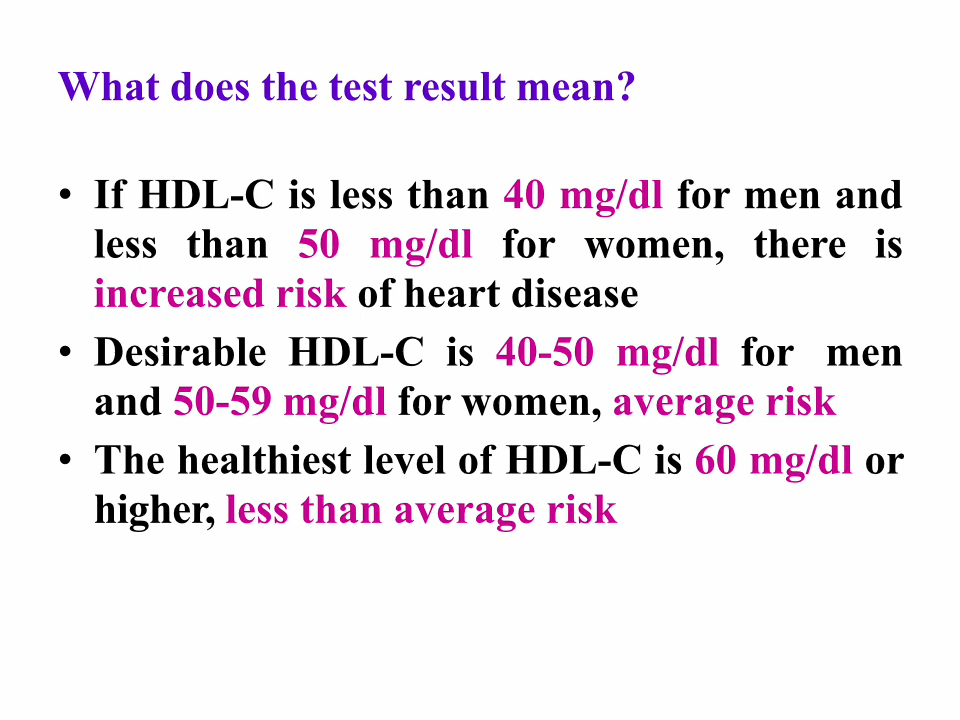 What does the test result mean?
• If HDL-C is less than 40 mg/dl for men and
less than 50 mg/dl for women, there is
increased risk of heart disease
• Desirable HDL-C is 40-50 mg/dl for men
and 50-59 mg/dl for women, average risk
• The healthiest level of HDL-C is 60 mg/dl or
higher, less than average risk